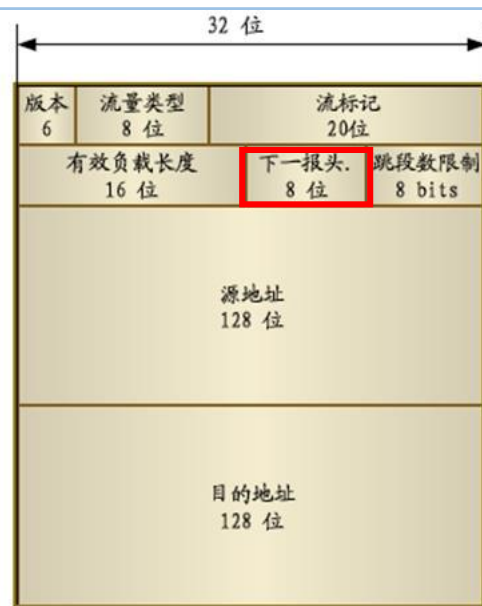 32 位
版本 流量类型 流标记
6 8 位 20位
有效负载长度 下一报头. 跳段数限制
16 位 8 位 8 bits
源地址
128 位
目的地址
128 位